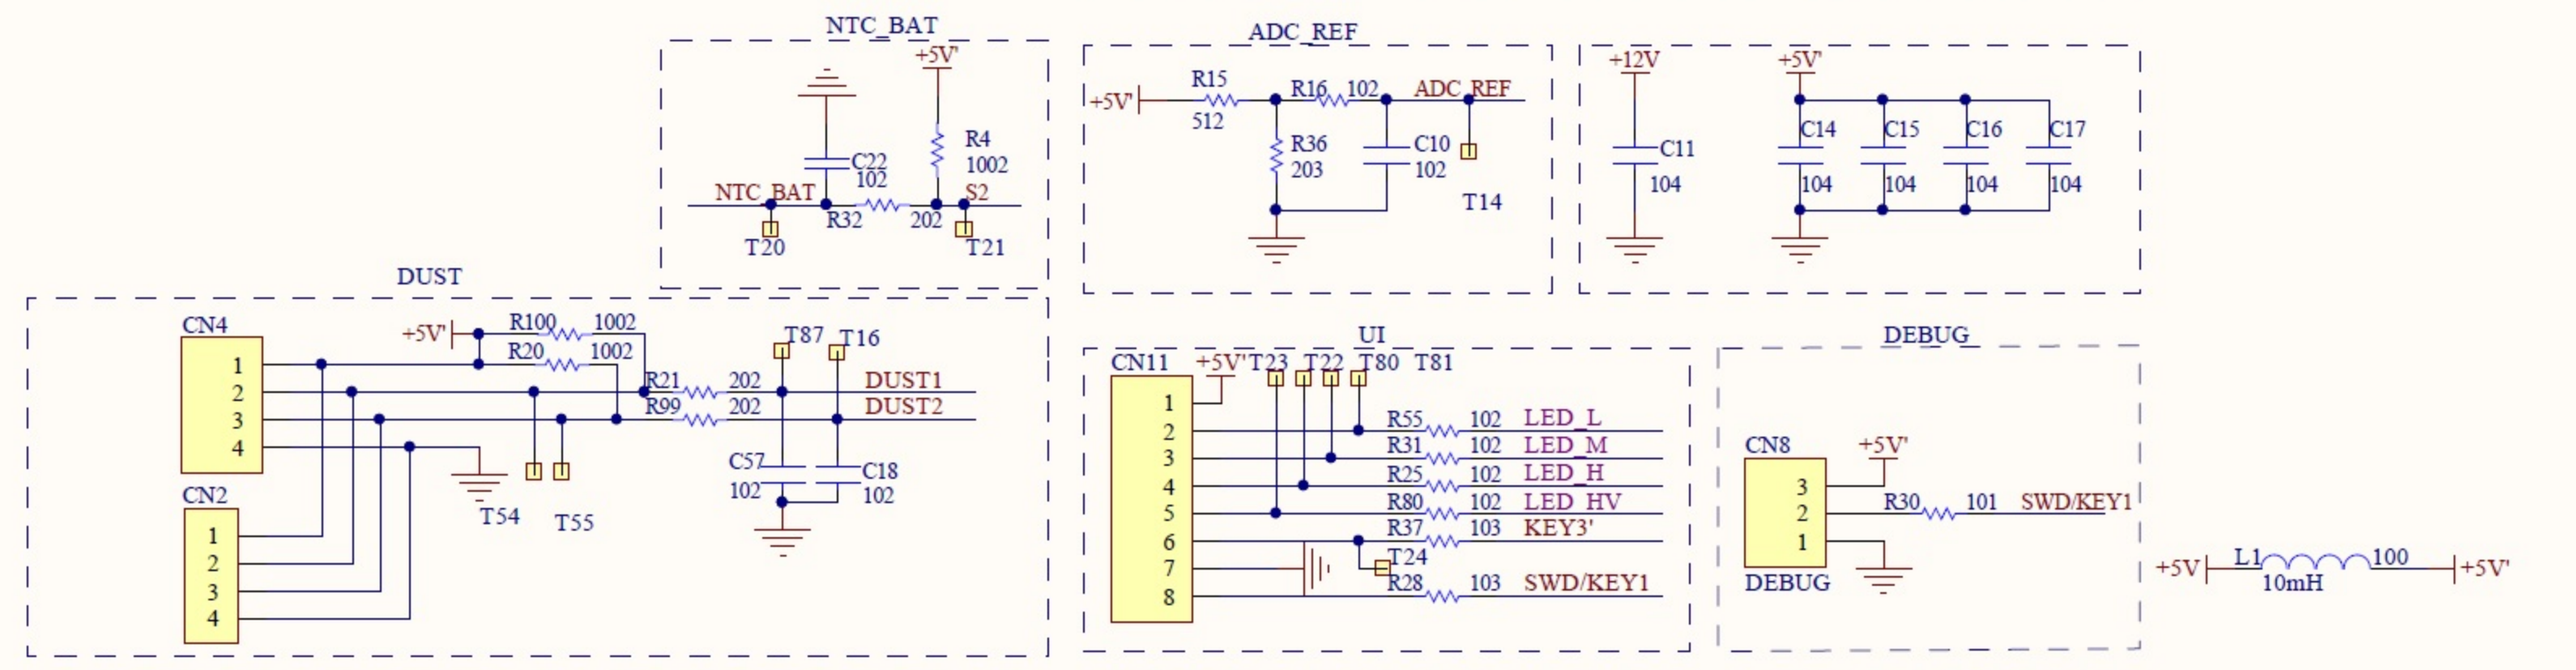 NTC_BAT
+5V'
C22
102
R4
1002
NTC_BAT
S2
R32
202
T20
T21
ADC_REF
+5V'
R15
512
R16
102
ADC_REF
R36
203
C10
102
T14
+12V
C11
104
+5V'
C14
C15
C16
C17
104
104
104
104
DUST
CN4
1
2
3
4
+5V'
R100
1002
R20
1002
R21
202
R99
202
T87
T16
DUST1
DUST2
C57
102
C18
102
T54
T55
CN2
1
2
3
4
UI
CN11
+5V'
T23
T22
T80
T81
1
2
3
4
5
6
7
8
R55
102
LED_L
R31
102
LED_M
R25
102
LED_H
R80
102
LED_HV
R37
103
KEY3'
T24
R28
103
SWD/KEY1
DEBUG
CN8
+5V'
3
2
1
R30
101
SWD/KEY1
DEBUG
+5V
L1
100
+5V'
10mH